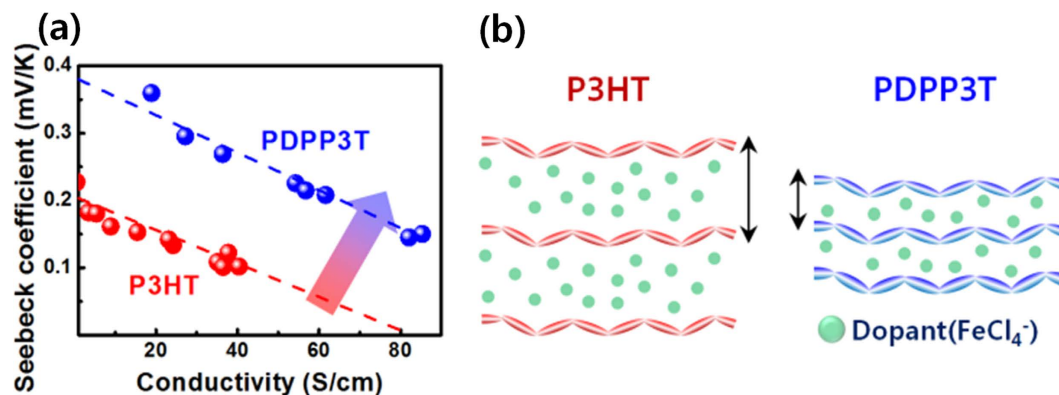 (a)
Seebeck coefficient (mV/K)
0.4
0.3
0.2
0.1
PDPP3T
P3HT
20
40
60
80
Conductivity (S/cm)
(b)
P3HT
PDPP3T
Dopant(FeCl₄⁻)